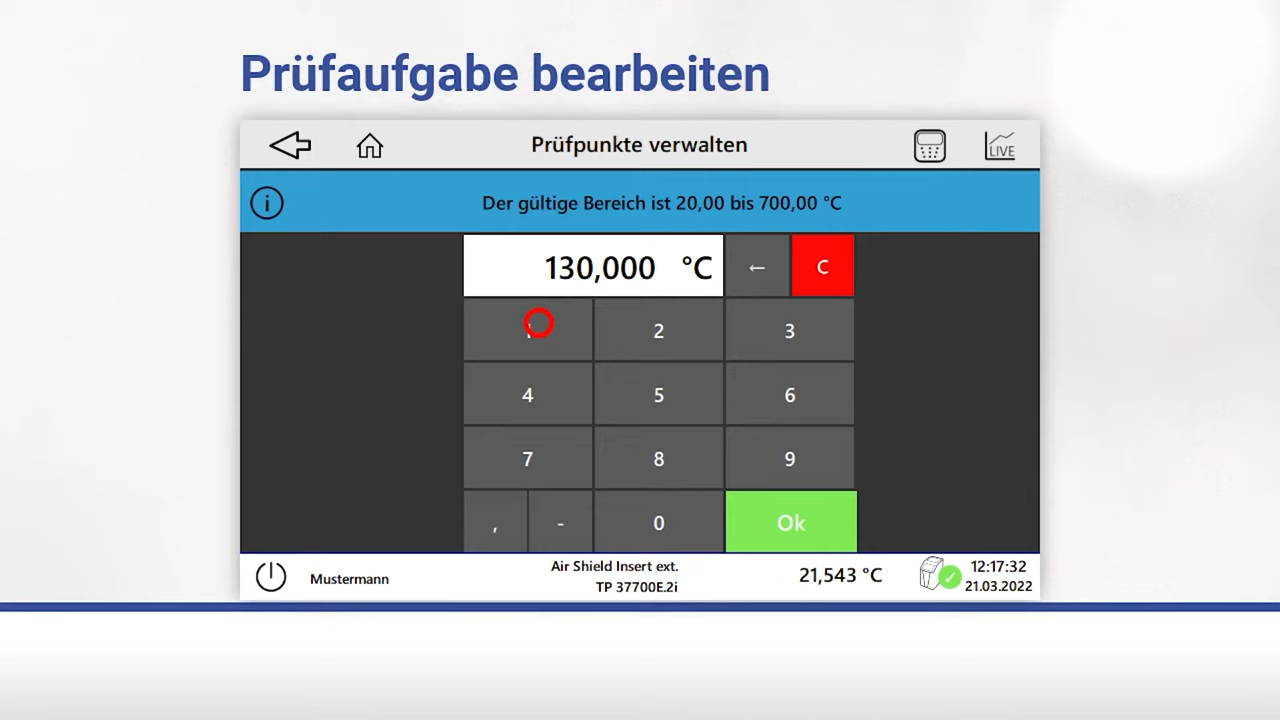 Prüfaufgabe bearbeiten
Prüfpunkte verwalten
LIVE
i
Der gültige Bereich ist 20,00 bis 700,00 °C
130,000 °C
← C
1 2 3
4 5 6
7 8 9
, - 0 Ok
Mustermann
Air Shield Insert ext.
TP 37700E.2i
21,543 °C
12:17:32
21.03.2022